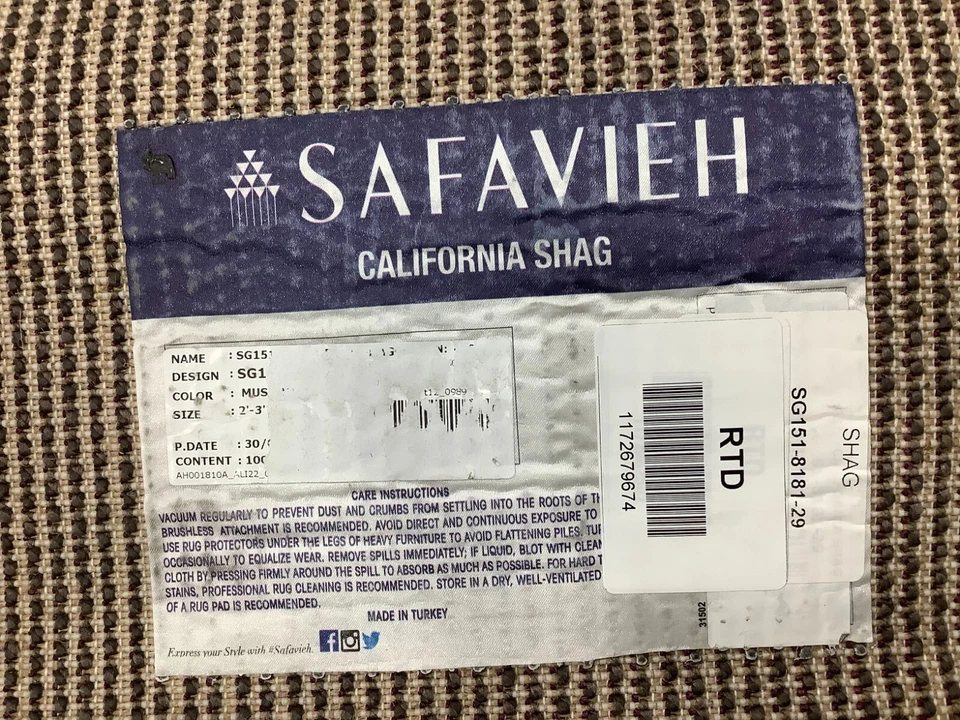 SAFAVIEH
CALIFORNIA SHAG
NAME : SG151
DESIGN : SG1
COLOR : MUS
SIZE : 2'-3'
P.DATE : 30/
CONTENT : 100
AH001810A_ALI22_
t12_0989
CARE INSTRUCTIONS
VACUUM REGULARLY TO PREVENT DUST AND CRUMBS FROM SETTLING INTO THE ROOTS OF TH
BRUSHLESS ATTACHMENT IS RECOMMENDED. AVOID DIRECT AND CONTINUOUS EXPOSURE TO
USE RUG PROTECTORS UNDER THE LEGS OF HEAVY FURNITURE TO AVOID FLATTENING PILES. TUR
OCCASIONALLY TO EQUALIZE WEAR. REMOVE SPILLS IMMEDIATELY; IF LIQUID, BLOT WITH CLEAN
CLOTH BY PRESSING FIRMLY AROUND THE SPILL TO ABSORB AS MUCH AS POSSIBLE. FOR HARD T
STAINS, PROFESSIONAL RUG CLEANING IS RECOMMENDED. STORE IN A DRY, WELL-VENTILATED
OF A RUG PAD IS RECOMMENDED.
MADE IN TURKEY
Express your Style with #Safavieh.
SHAG
SG151-8181-29
RTD
1172679674
31502